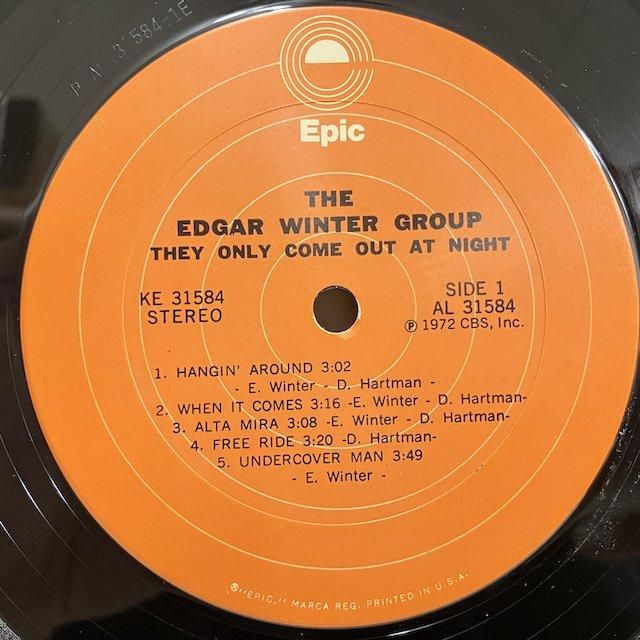 P AL 31584-1E
Epic
THE
EDGAR WINTER GROUP
THEY ONLY COME OUT AT NIGHT
KE 31584
STEREO
SIDE 1
AL 31584
Ⓟ 1972 CBS, Inc.
1. HANGIN' AROUND 3:02
- E. Winter - D. Hartman -
2. WHEN IT COMES 3:16 -E. Winter - D. Hartman-
3. ALTA MIRA 3:08 -E. Winter - D. Hartman-
4. FREE RIDE 3:20 -D. Hartman-
5. UNDERCOVER MAN 3:49
- E. Winter -
®"EPIC," MARCA REG. PRINTED IN U.S.A.